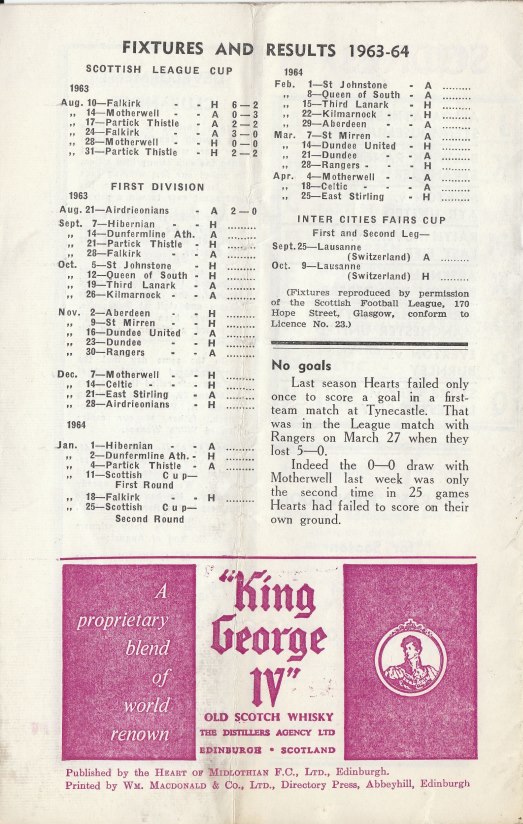 FIXTURES AND RESULTS 1963-64
SCOTTISH LEAGUE CUP
1963
Aug. 10—Falkirk - - H 6—2
„ 14—Motherwell - - A 0—3
„ 17—Partick Thistle - A 2—2
„ 24—Falkirk - - A 3—0
„ 28—Motherwell - - H 0—0
„ 31—Partick Thistle - H 2—2
FIRST DIVISION
1963
Aug. 21—Airdrieonians - A 2—0
Sept. 7—Hibernian - - H ........
„ 14—Dunfermline Ath. A ........
„ 21—Partick Thistle - H ........
„ 28—Falkirk - - A ........
Oct. 5—St Johnstone - H ........
„ 12—Queen of South - H ........
„ 19—Third Lanark - A ........
„ 26—Kilmarnock - - A ........
Nov. 2—Aberdeen - - H ........
„ 9—St Mirren - - H ........
„ 16—Dundee United - A ........
„ 23—Dundee - - H ........
„ 30—Rangers - - A ........
Dec. 7—Motherwell - - H ........
„ 14—Celtic - - - H ........
„ 21—East Stirling - A ........
„ 28—Airdrieonians - H ........
1964
Jan. 1—Hibernian - - A ........
„ 2—Dunfermline Ath. - H ........
„ 4—Partick Thistle - A ........
„ 11—Scottish Cup—
First Round
„ 18—Falkirk - - H ........
„ 25—Scottish Cup—
Second Round
1964
Feb. 1—St Johnstone - A ........
„ 8—Queen of South - A ........
„ 15—Third Lanark - H ........
„ 22—Kilmarnock - - H ........
„ 29—Aberdeen - - A ........
Mar. 7—St Mirren - - A ........
„ 14—Dundee United - H ........
„ 21—Dundee - - A ........
„ 28—Rangers - - - H ........
Apr. 4—Motherwell - - A ........
„ 18—Celtic - - - A ........
„ 25—East Stirling - H ........
INTER CITIES FAIRS CUP
First and Second Leg—
Sept. 25—Lausanne
(Switzerland) A ........
Oct. 9—Lausanne
(Switzerland) H ........
(Fixtures reproduced by permission
of the Scottish Football League, 170
Hope Street, Glasgow, conform to
Licence No. 23.)
No goals
Last season Hearts failed only
once to score a goal in a first-
team match at Tynecastle. That
was in the League match with
Rangers on March 27 when they
lost 5—0.
Indeed the 0—0 draw with
Motherwell last week was only
the second time in 25 games
Hearts had failed to score on their
own ground.
A
proprietary
blend
of
world
renown
"King
George
IV"
OLD SCOTCH WHISKY
THE DISTILLERS AGENCY LTD
EDINBURGH • SCOTLAND
Published by the HEART OF MIDLOTHIAN F.C., LTD., Edinburgh.
Printed by WM. MACDONALD & CO., LTD., Directory Press, Abbeyhill, Edinburgh